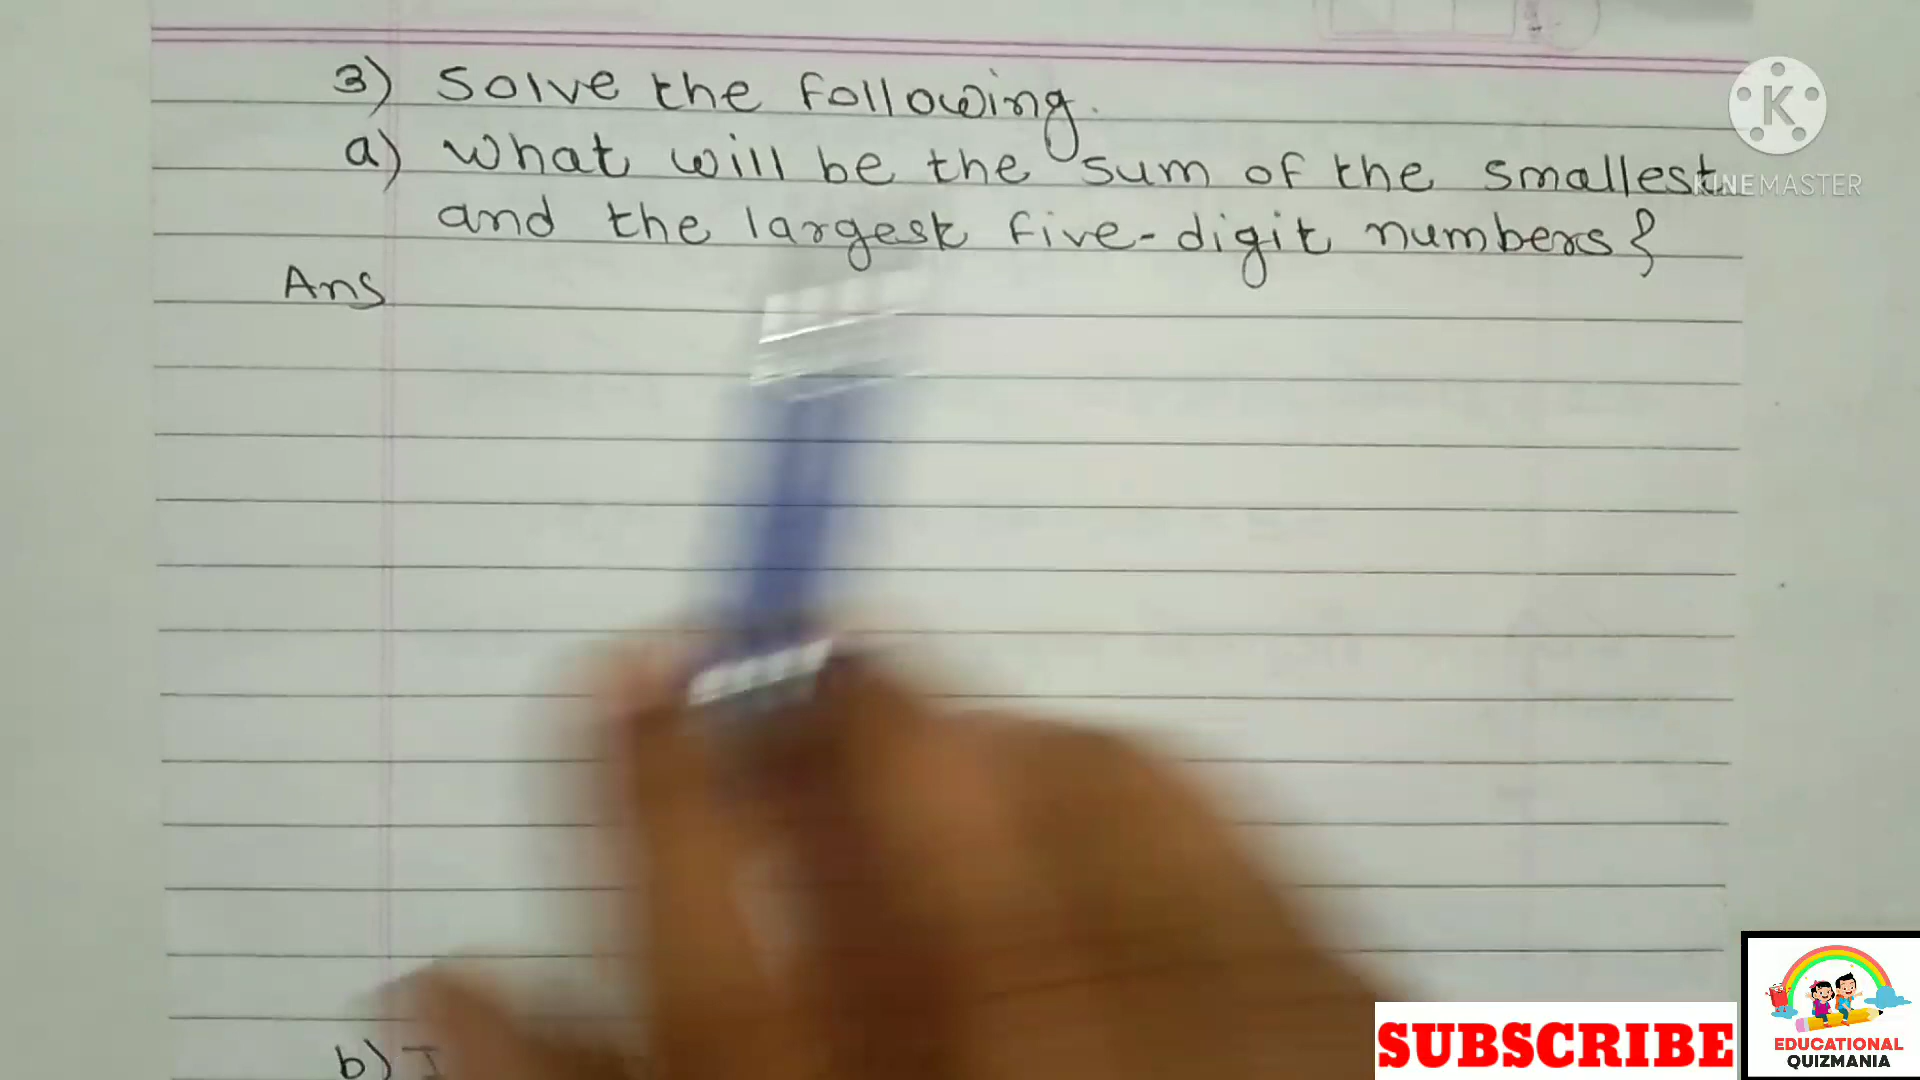 3) Solve the following.
a) What will be the sum of the smallest
and the largest five-digit numbers?
Ans
b) I
K
KINEMASTER
SUBSCRIBE
EDUCATIONAL
QUIZMANIA